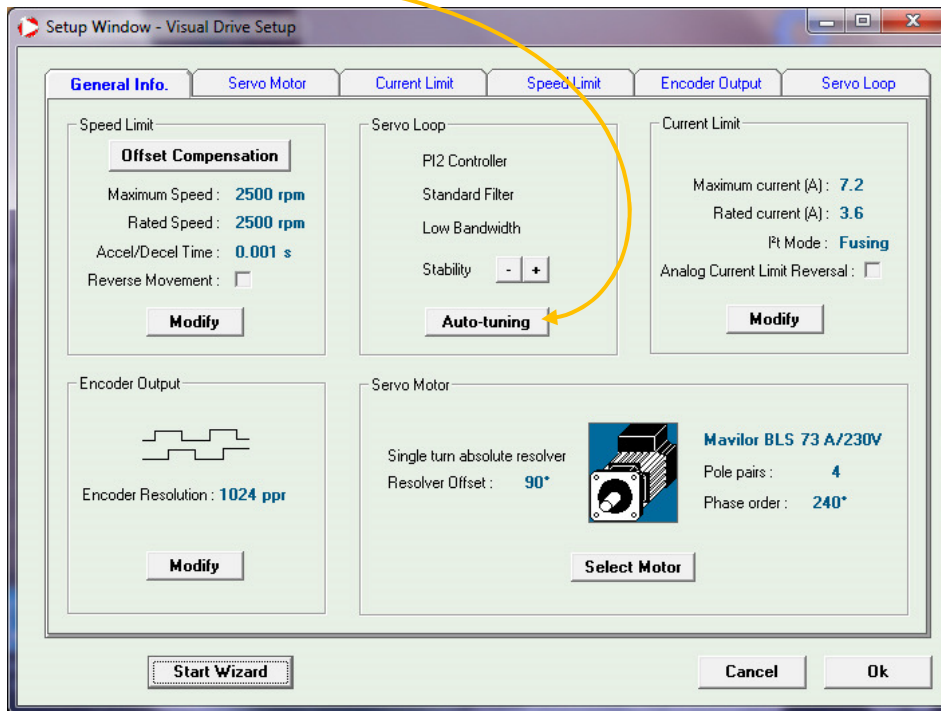 Setup Window - Visual Drive Setup
General Info.
Servo Motor
Current Limit
Speed Limit
Encoder Output
Servo Loop
Speed Limit
Offset Compensation
Maximum Speed : 2500 rpm
Rated Speed : 2500 rpm
Accel/Decel Time : 0.001 s
Reverse Movement :
Modify
Servo Loop
PI2 Controller
Standard Filter
Low Bandwidth
Stability - +
Auto-tuning
Current Limit
Maximum current (A) : 7.2
Rated current (A) : 3.6
I²t Mode : Fusing
Analog Current Limit Reversal :
Modify
Encoder Output
Encoder Resolution : 1024 ppr
Modify
Servo Motor
Single turn absolute resolver
Resolver Offset : 90°
Mavilor BLS 73 A/230V
Pole pairs : 4
Phase order : 240°
Select Motor
Start Wizard
Cancel
Ok